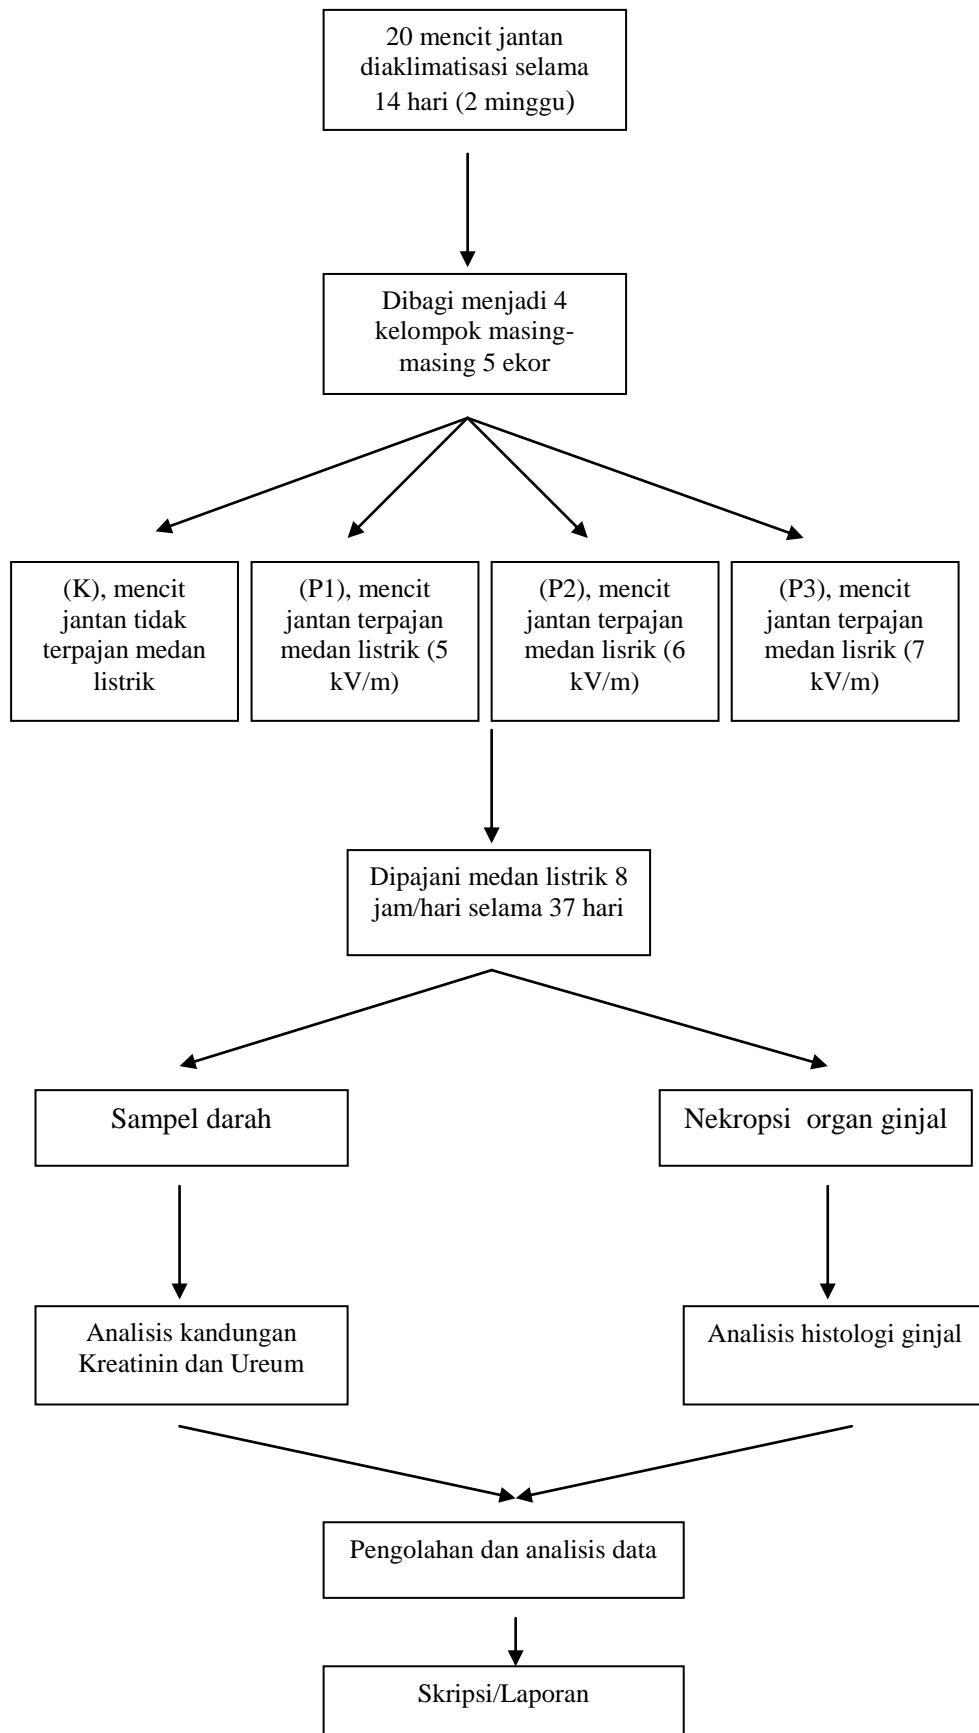 20 mencit jantan
diaklimatisasi selama
14 hari (2 minggu)
Dibagi menjadi 4
kelompok masing-
masing 5 ekor
(K), mencit
jantan tidak
terpajan medan
listrik
(P1), mencit
jantan terpajan
medan listrik (5
kV/m)
(P2), mencit
jantan terpajan
medan lisrik (6
kV/m)
(P3), mencit
jantan terpajan
medan lisrik (7
kV/m)
Dipajani medan listrik 8
jam/hari selama 37 hari
Sampel darah
Nekropsi organ ginjal
Analisis kandungan
Kreatinin dan Ureum
Analisis histologi ginjal
Pengolahan dan analisis data
Skripsi/Laporan